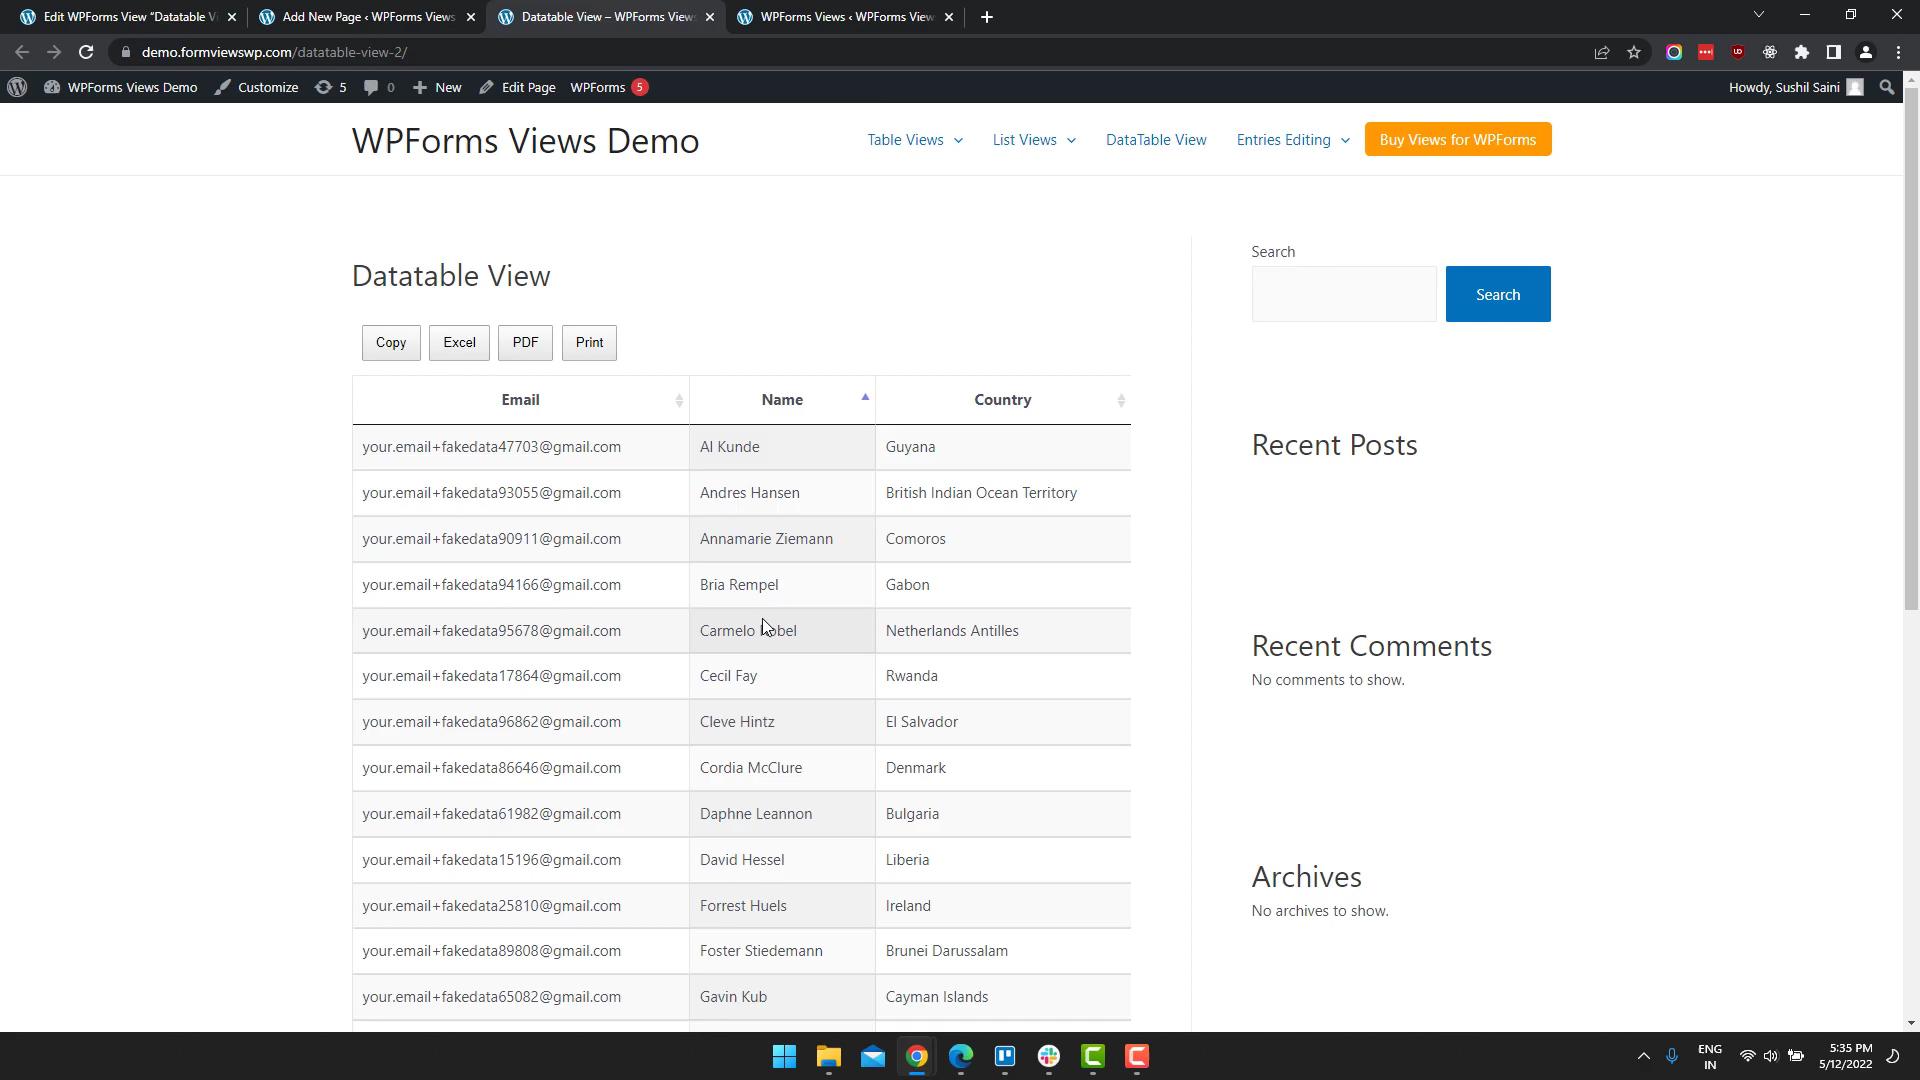 Edit WPForms View “Datatable Vi
Add New Page ‹ WPForms Views
Datatable View – WPForms Views
WPForms Views ‹ WPForms View
demo.formviewswp.com/datatable-view-2/
WPForms Views Demo
Customize
5
0
New
Edit Page
WPForms 5
Howdy, Sushil Saini
WPForms Views Demo
Table Views
List Views
DataTable View
Entries Editing
Buy Views for WPForms
Datatable View
Copy
Excel
PDF
Print
Email Name Country
your.email+fakedata47703@gmail.com Al Kunde Guyana
your.email+fakedata93055@gmail.com Andres Hansen British Indian Ocean Territory
your.email+fakedata90911@gmail.com Annamarie Ziemann Comoros
your.email+fakedata94166@gmail.com Bria Rempel Gabon
your.email+fakedata95678@gmail.com Carmelo Netherlands Antilles
your.email+fakedata17864@gmail.com Cecil Fay Rwanda
your.email+fakedata96862@gmail.com Cleve Hintz El Salvador
your.email+fakedata86646@gmail.com Cordia McClure Denmark
your.email+fakedata61982@gmail.com Daphne Leannon Bulgaria
your.email+fakedata15196@gmail.com David Hessel Liberia
your.email+fakedata25810@gmail.com Forrest Huels Ireland
your.email+fakedata89808@gmail.com Foster Stiedemann Brunei Darussalam
your.email+fakedata65082@gmail.com Gavin Kub Cayman Islands
Search
Search
Recent Posts
Recent Comments
No comments to show.
Archives
No archives to show.
ENG
IN
5:35 PM
5/12/2022